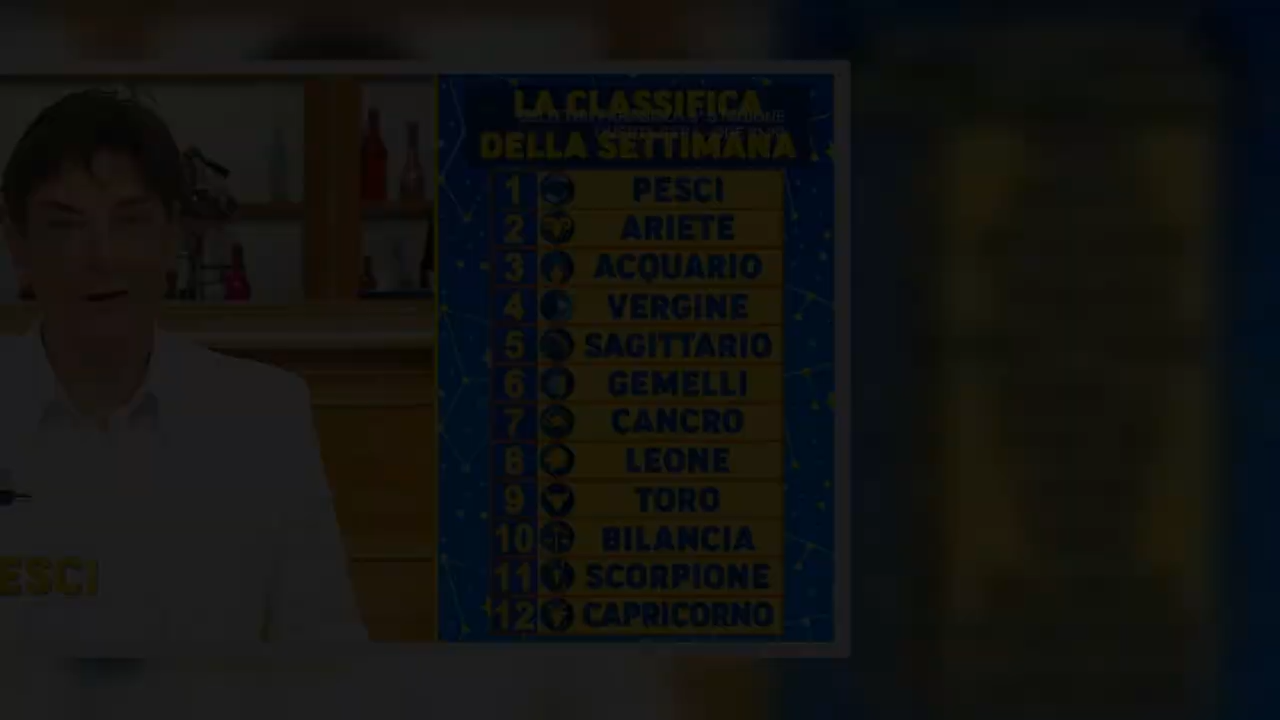 LA CLASSIFICA
DELLA SETTIMANA
1 PESCI
2 ARIETE
3 ACQUARIO
4 VERGINE
5 SAGITTARIO
6 GEMELLI
7 CANCRO
8 LEONE
9 TORO
10 BILANCIA
11 SCORPIONE
12 CAPRICORNO
ESCI